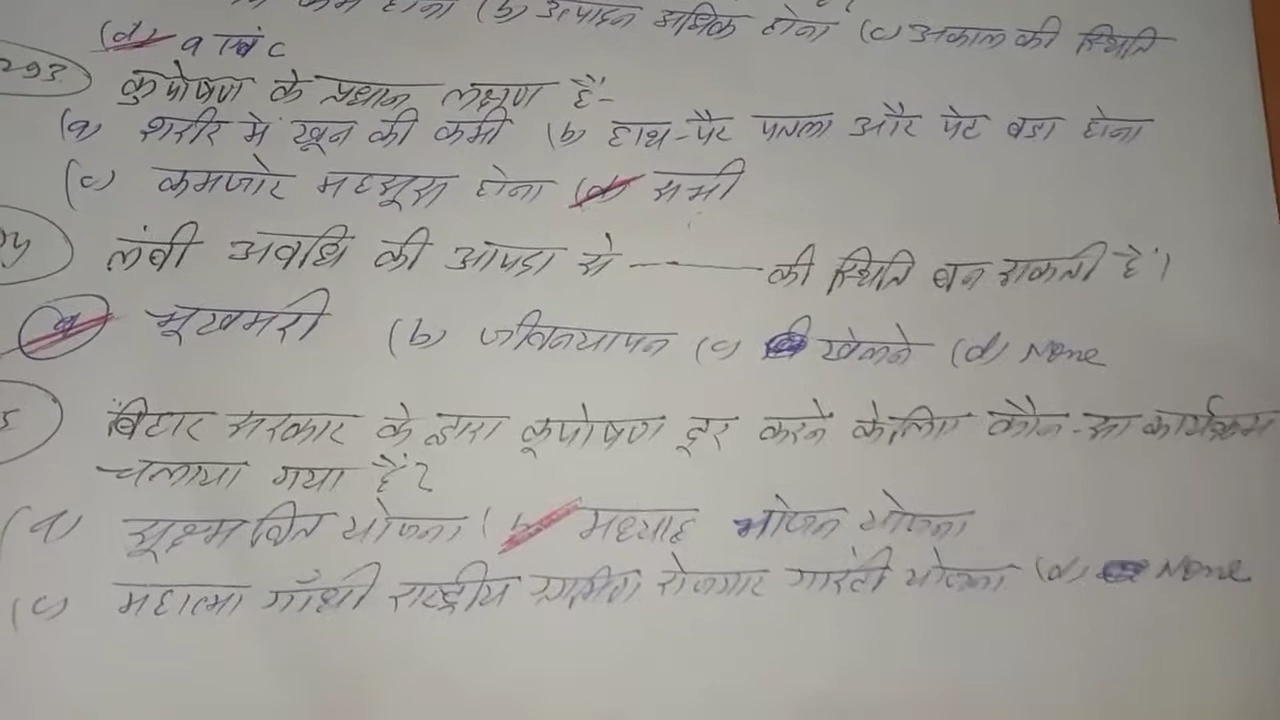 कम होना (b) उत्पादन अधिक होना (c) अकाल की स्थिति
(d) a एवं c
293 कुपोषण के प्रधान लक्षण हैं-
(a) शरीर में खून की कमी (b) हाथ-पैर पतला और पेट बडा होना
(c) कमजोर महसूस होना (d) सभी
लंबी अवधि की आपदा से ——— की स्थिति बन सकती है।
(a) भूखमरी (b) जीवनयापन (c) खेलने (d) None
बिहार सरकार के द्वारा कूपोषण दूर करने के लिए कौन-सा कार्यक्रम
चलाया गया है?
(a) सूक्ष्म वित योजना (b) मध्याह भोजन योजना
(c) महात्मा गाँधी राष्ट्रीय ग्रामिण रोजगार गारंटी योजना (d) None